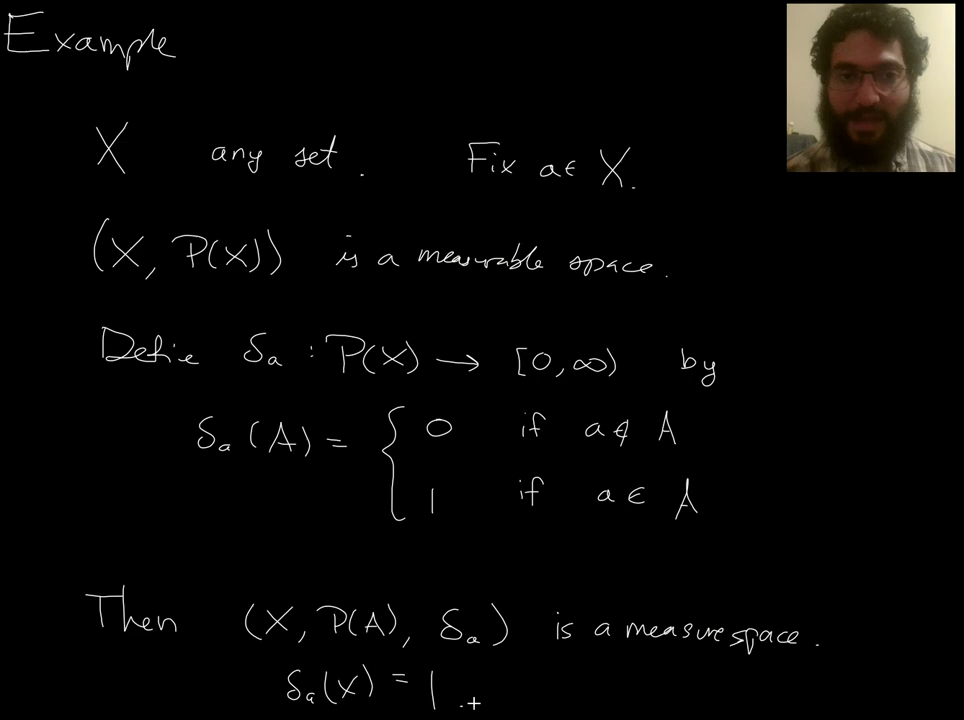 Example
X any set. Fix a ∈ X.
(X, P(X)) is a measurable space.
Define δₐ : P(X) → [0, ∞) by
δₐ(A) = { 0 if a ∉ A
1 if a ∈ A
Then (X, P(A), δₐ) is a measure space.
δₐ(X) = 1.